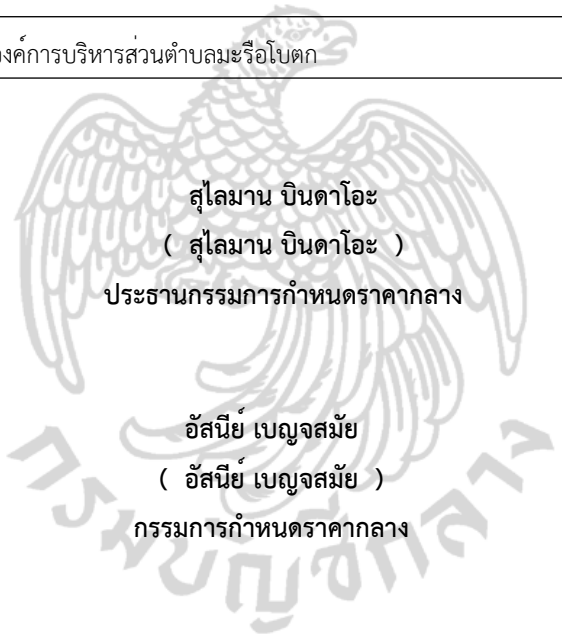 องค์การบริหารส่วนตำบลมะรือโบตก
สุไลมาน บินดาโอะ
( สุไลมาน บินดาโอะ )
ประธานกรรมการกำหนดราคากลาง
อัสนีย์ เบญจสมัย
( อัสนีย์ เบญจสมัย )
กรรมการกำหนดราคากลาง
กรมบัญชีกลาง